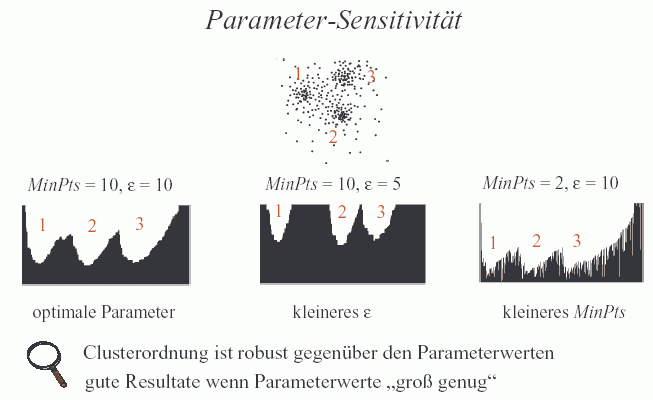 Parameter-Sensitivität
1
3
2
MinPts = 10, ε = 10
MinPts = 10, ε = 5
MinPts = 2, ε = 10
1 2 3
1 2 3
1 2 3
optimale Parameter
kleineres ε
kleineres MinPts
Clusterordnung ist robust gegenüber den Parameterwerten
gute Resultate wenn Parameterwerte „groß genug“